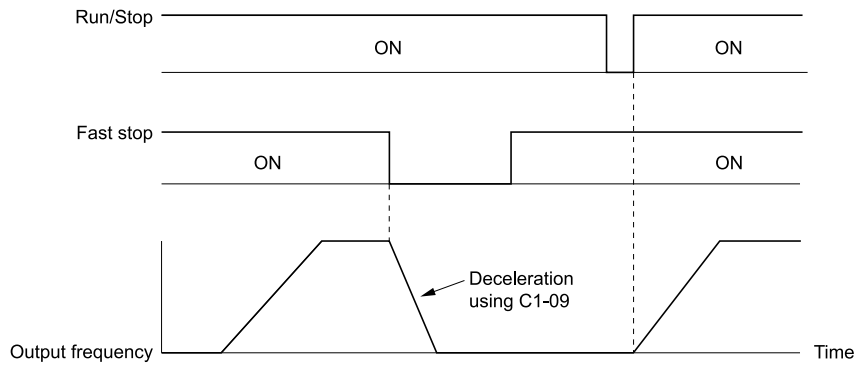 Run/Stop
ON
ON
Fast stop
ON
ON
Deceleration
using C1-09
Output frequency
Time